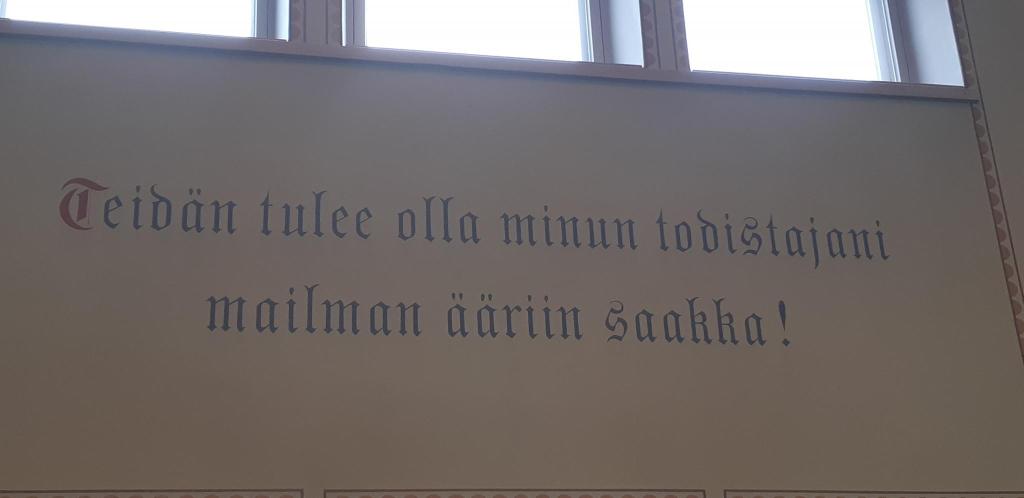 Teidän tulee olla minun todistajani
mailman ääriin saakka!